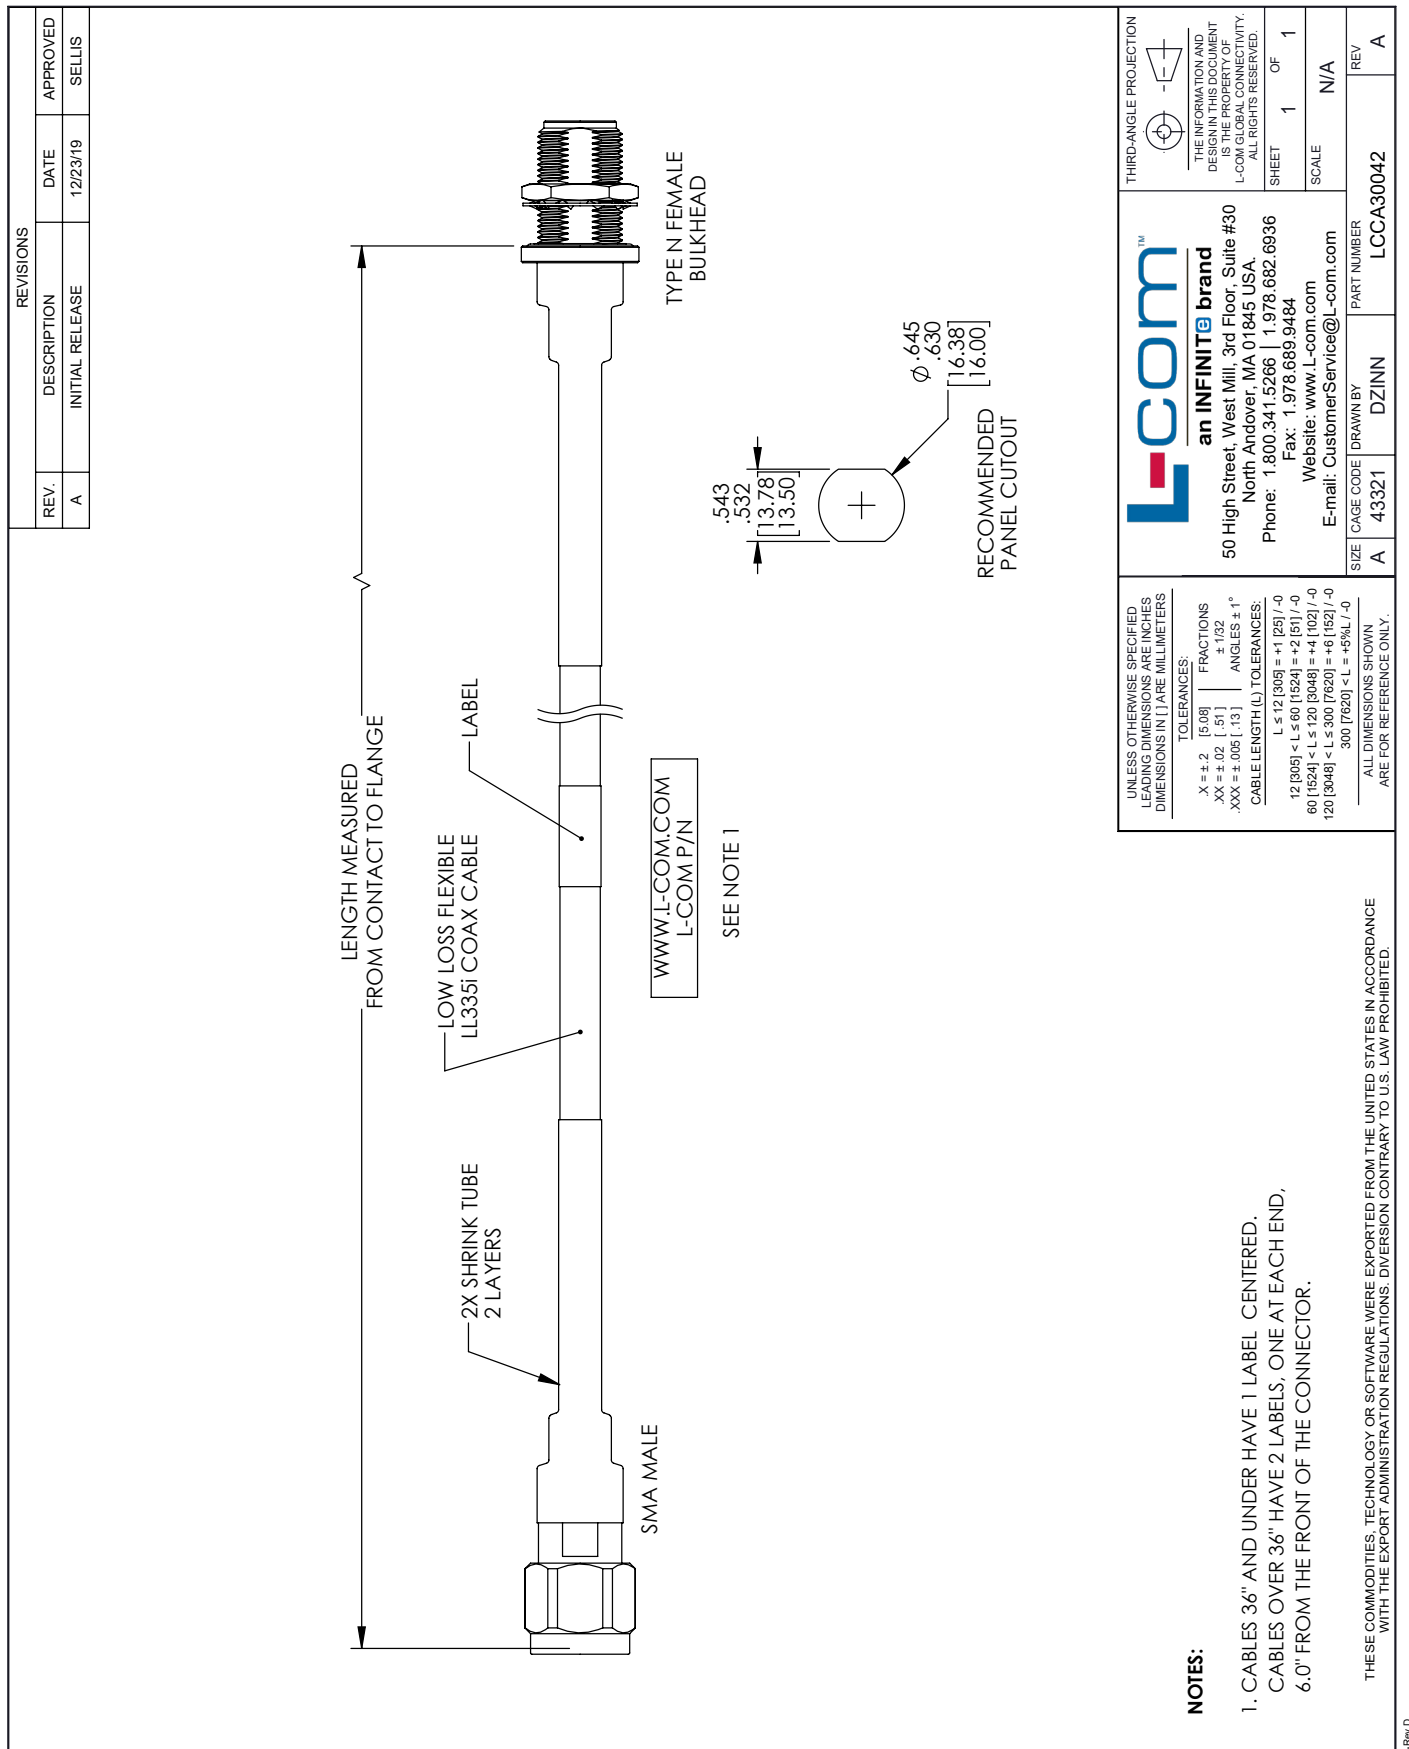 REVISIONS
REV. DESCRIPTION DATE APPROVED
A INITIAL RELEASE 12/23/19 SELLIS
LENGTH MEASURED
FROM CONTACT TO FLANGE
2X SHRINK TUBE
2 LAYERS
LOW LOSS FLEXIBLE
LL335i COAX CABLE
LABEL
SMA MALE
WWW.L-COM.COM
L-COM P/N
SEE NOTE 1
TYPE N FEMALE
BULKHEAD
.543
.532
[13.78]
[13.50]
Ø .645
.630
[16.38]
[16.00]
RECOMMENDED
PANEL CUTOUT
NOTES:
1. CABLES 36" AND UNDER HAVE 1 LABEL CENTERED.
CABLES OVER 36" HAVE 2 LABELS, ONE AT EACH END,
6.0" FROM THE FRONT OF THE CONNECTOR.
UNLESS OTHERWISE SPECIFIED
LEADING DIMENSIONS ARE INCHES
DIMENSIONS IN [ ] ARE MILLIMETERS
TOLERANCES:
.X = ±.2 [5.08] FRACTIONS
.XX = ±.02 [.51] ± 1/32
.XXX = ±.005 [.13] ANGLES ± 1°
CABLE LENGTH (L) TOLERANCES:
L ≤ 12 [305] = +1 [25] / -0
12 [305] < L ≤ 60 [1524] = +2 [51] / -0
60 [1524] < L ≤ 120 [3048] = +4 [102] / -0
120 [3048] < L ≤ 300 [7620] = +6 [152] / -0
300 [7620] < L = +5%L / -0
ALL DIMENSIONS SHOWN
ARE FOR REFERENCE ONLY.
L-com™
an INFINITe brand
50 High Street, West Mill, 3rd Floor, Suite #30
North Andover, MA 01845 USA.
Phone: 1.800.341.5266 | 1.978.682.6936
Fax: 1.978.689.9484
Website: www.L-com.com
E-mail: CustomerService@L-com.com
THIRD-ANGLE PROJECTION
THE INFORMATION AND
DESIGN IN THIS DOCUMENT
IS THE PROPERTY OF
L-COM GLOBAL CONNECTIVITY.
ALL RIGHTS RESERVED.
SHEET 1 OF 1
SCALE N/A
SIZE A
CAGE CODE 43321
DRAWN BY DZINN
PART NUMBER LCCA30042
REV A
THESE COMMODITIES, TECHNOLOGY OR SOFTWARE WERE EXPORTED FROM THE UNITED STATES IN ACCORDANCE
WITH THE EXPORT ADMINISTRATION REGULATIONS. DIVERSION CONTRARY TO U.S. LAW PROHIBITED.
Rev D